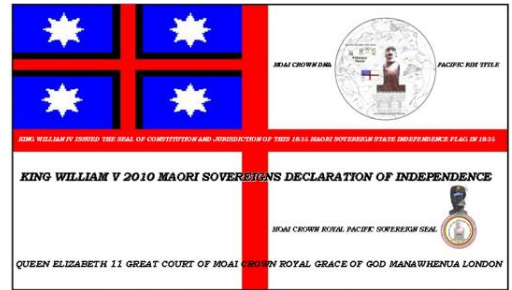 MOAI CROWN DNA
PACIFIC RIM TITLE
KING WILLIAM IV ISSUED THE SEAL OF CONSTITUTION AND JURISDICTION OF THIS 1835 MAORI SOVEREIGN STATE INDEPENDENCE FLAG IN 1835
KING WILLIAM V 2010 MAORI SOVEREIGNS DECLARATION OF INDEPENDENCE
MOAI CROWN ROYAL PACIFIC SOVEREIGN SEAL
QUEEN ELIZABETH 11 GREAT COURT OF MOAI CROWN ROYAL GRACE OF GOD MANAWHENUA LONDON